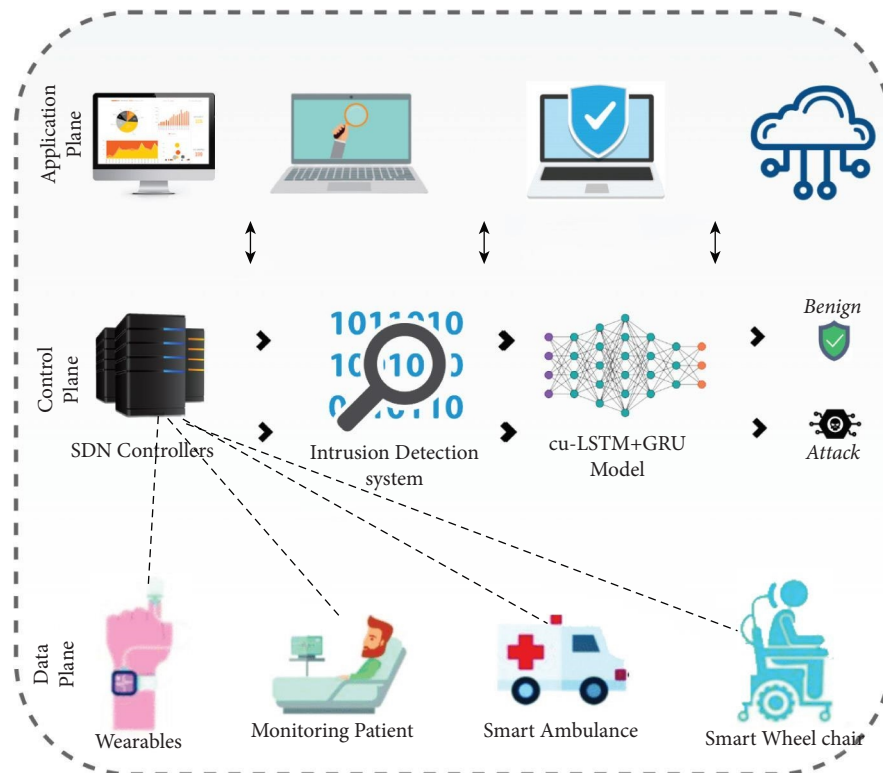 Application
Plane
Control
Plane
1011010
Benign
SDN Controllers
Intrusion Detection
system
cu-LSTM+GRU
Model
Attack
Data
Plane
Wearables
Monitoring Patient
Smart Ambulance
Smart Wheel chair